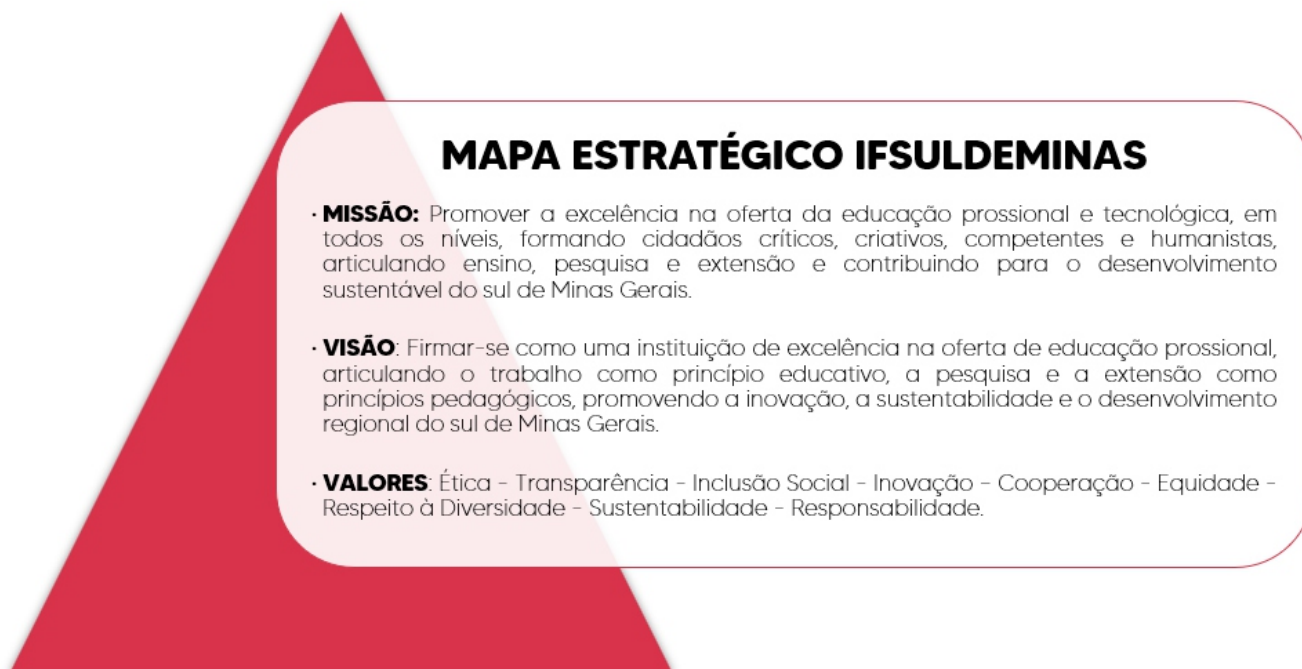 MAPA ESTRATÉGICO IFSULDEMINAS
· MISSÃO: Promover a excelência na oferta da educação prossional e tecnológica, em
todos os níveis, formando cidadãos críticos, criativos, competentes e humanistas,
articulando ensino, pesquisa e extensão e contribuindo para o desenvolvimento
sustentável do sul de Minas Gerais.
· VISÃO: Firmar-se como uma instituição de excelência na oferta de educação prossional,
articulando o trabalho como princípio educativo, a pesquisa e a extensão como
princípios pedagógicos, promovendo a inovação, a sustentabilidade e o desenvolvimento
regional do sul de Minas Gerais.
· VALORES: Ética - Transparência - Inclusão Social - Inovação - Cooperação - Equidade -
Respeito à Diversidade - Sustentabilidade - Responsabilidade.